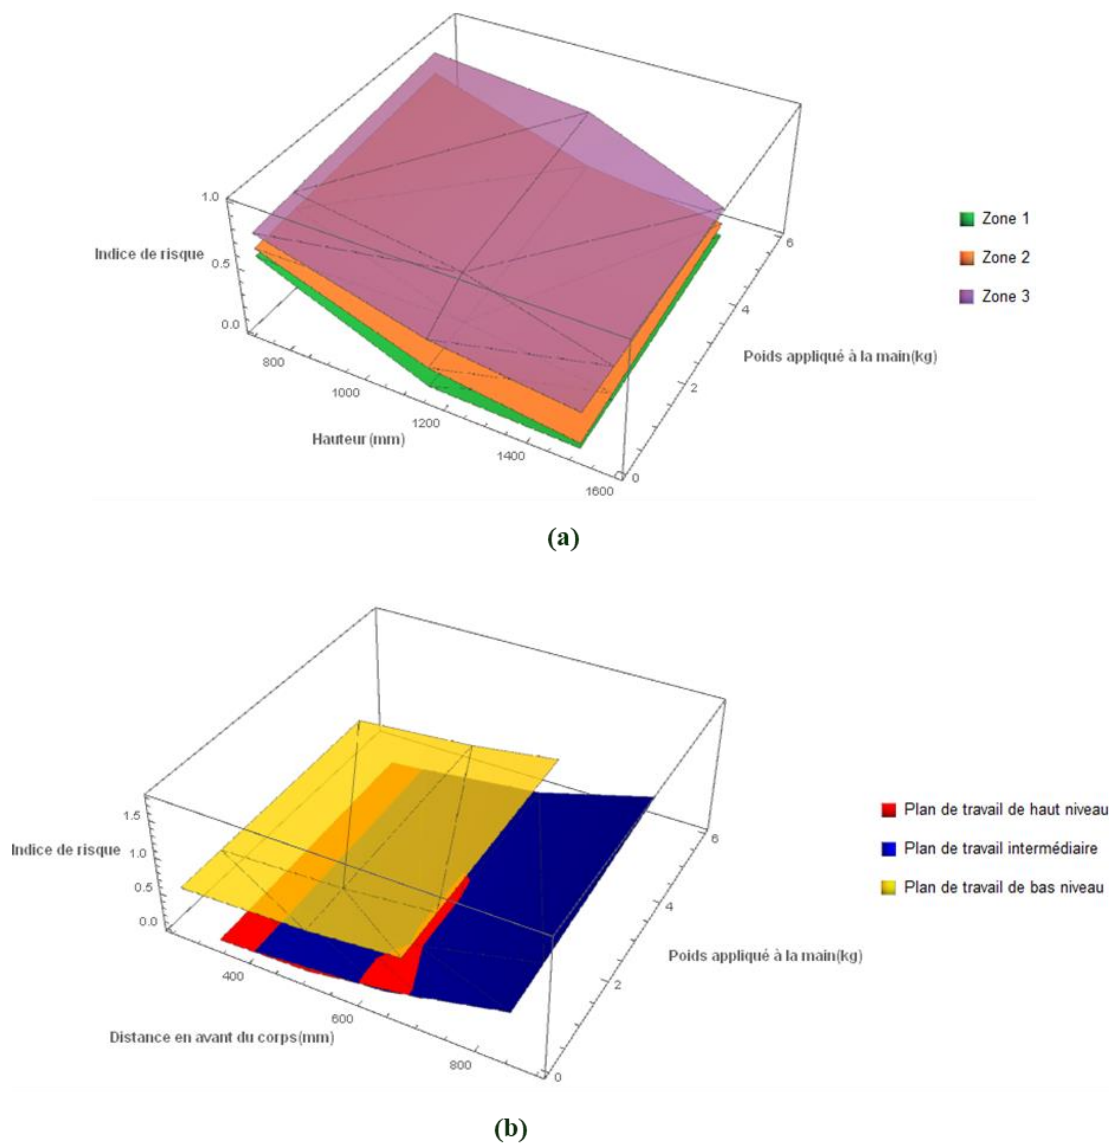 1.0
Indice de risque
0.5
0.0
800
1000
1200
1400
1600
Hauteur (mm)
0
2
4
6
Poids appliqué à la main(kg)
Zone 1
Zone 2
Zone 3
(a)
1.5
1.0
Indice de risque
0.5
0.0
400
600
800
Distance en avant du corps(mm)
0
2
4
6
Poids appliqué à la main(kg)
Plan de travail de haut niveau
Plan de travail intermédiaire
Plan de travail de bas niveau
(b)